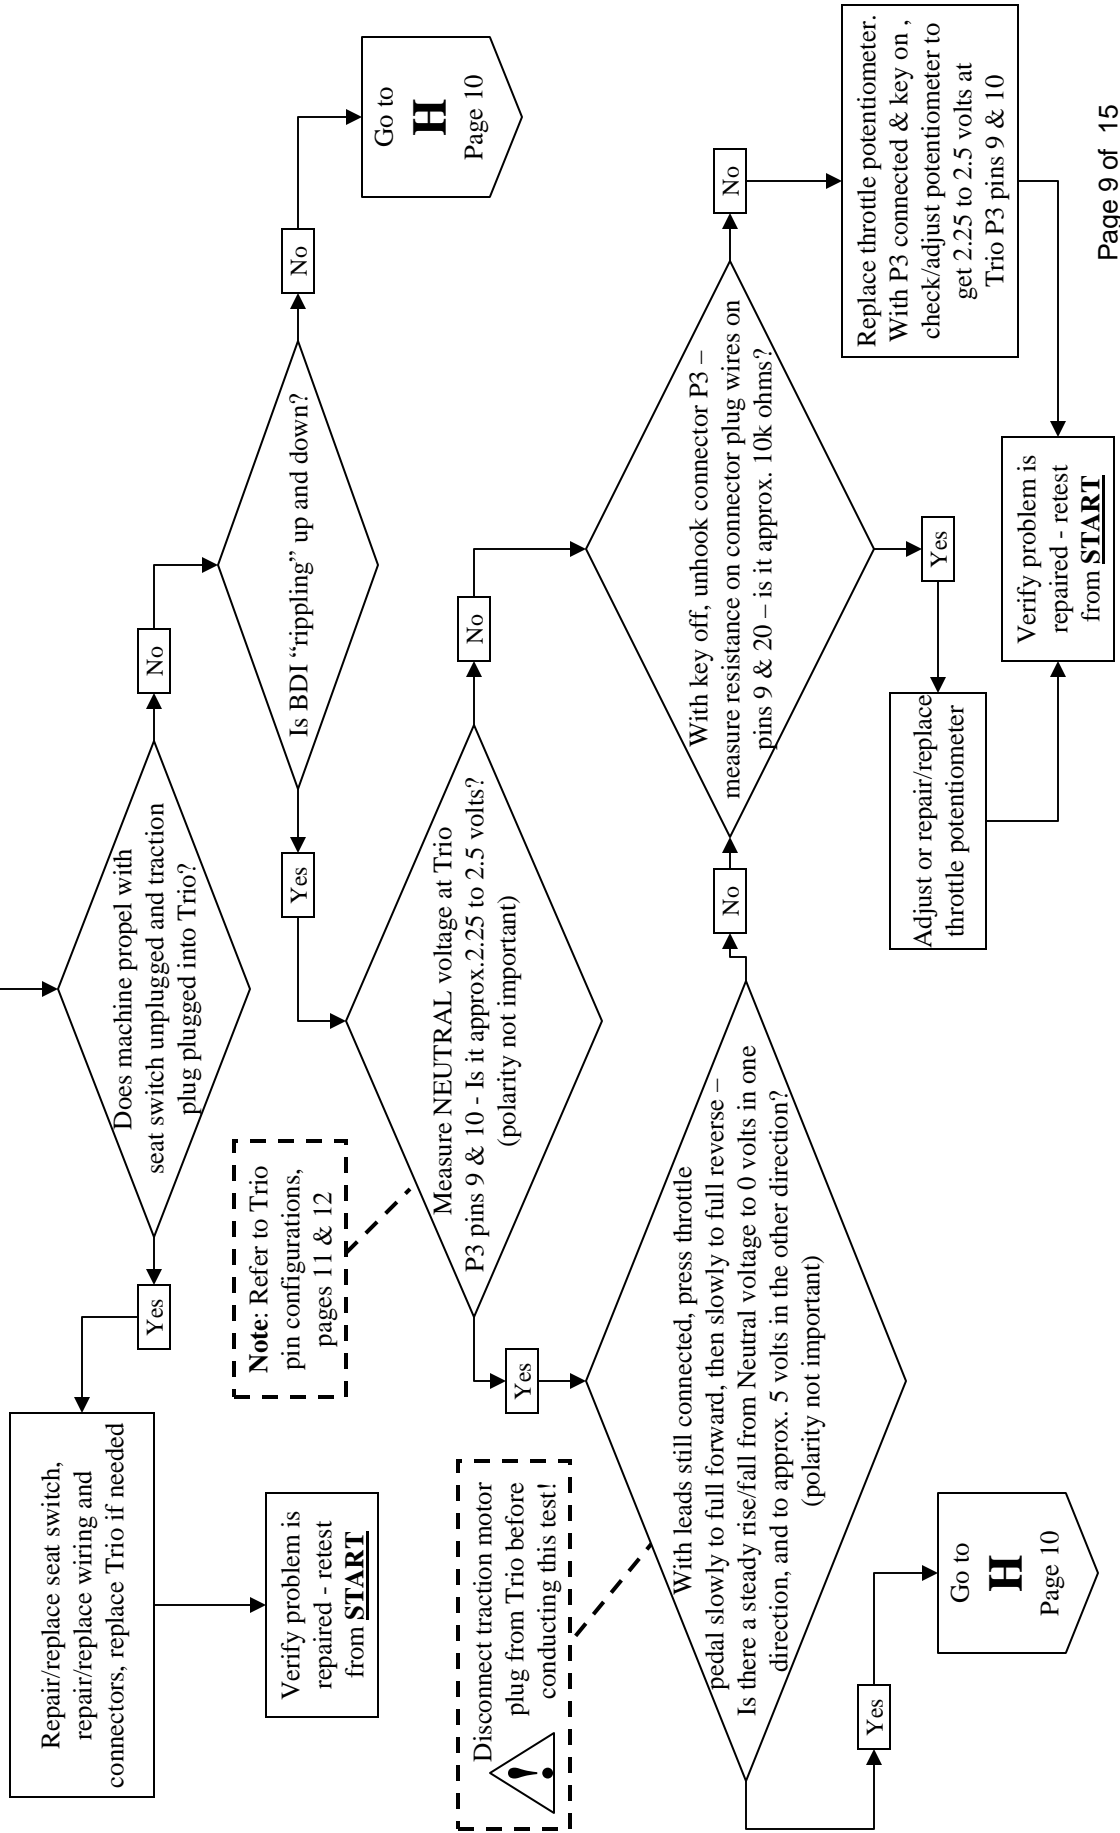 Does machine propel with
seat switch unplugged and traction
plug plugged into Trio?
Yes
No
Repair/replace seat switch,
repair/replace wiring and
connectors, replace Trio if needed
Verify problem is
repaired - retest
from START
Is BDI “rippling” up and down?
Yes
No
Go to
H
Page 10
Note: Refer to Trio
pin configurations,
pages 11 & 12
Measure NEUTRAL voltage at Trio
P3 pins 9 & 10 - Is it approx.2.25 to 2.5 volts?
(polarity not important)
Yes
No
Disconnect traction motor
plug from Trio before
conducting this test!
With leads still connected, press throttle
pedal slowly to full forward, then slowly to full reverse –
Is there a steady rise/fall from Neutral voltage to 0 volts in one
direction, and to approx. 5 volts in the other direction?
(polarity not important)
Yes
No
Go to
H
Page 10
With key off, unhook connector P3 –
measure resistance on connector plug wires on
pins 9 & 20 – is it approx. 10k ohms?
Yes
No
Adjust or repair/replace
throttle potentiometer
Replace throttle potentiometer.
With P3 connected & key on ,
check/adjust potentiometer to
get 2.25 to 2.5 volts at
Trio P3 pins 9 & 10
Verify problem is
repaired - retest
from START
Page 9 of 15